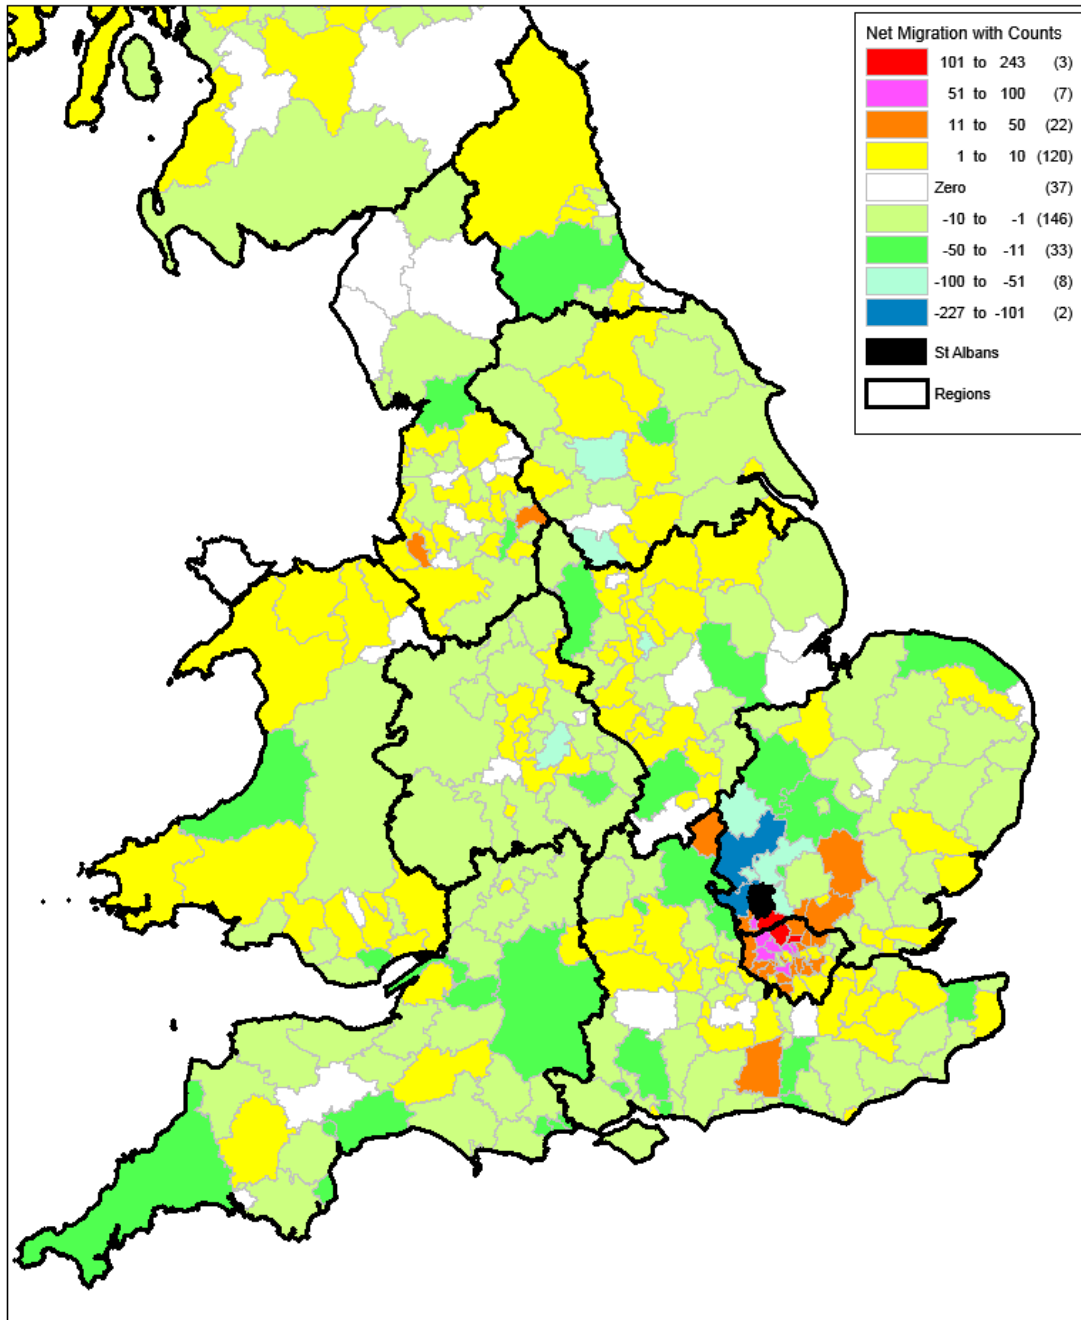 Net Migration with Counts
101 to 243 (3)
51 to 100 (7)
11 to 50 (22)
1 to 10 (120)
Zero (37)
-10 to -1 (146)
-50 to -11 (33)
-100 to -51 (8)
-227 to -101 (2)
St Albans
Regions